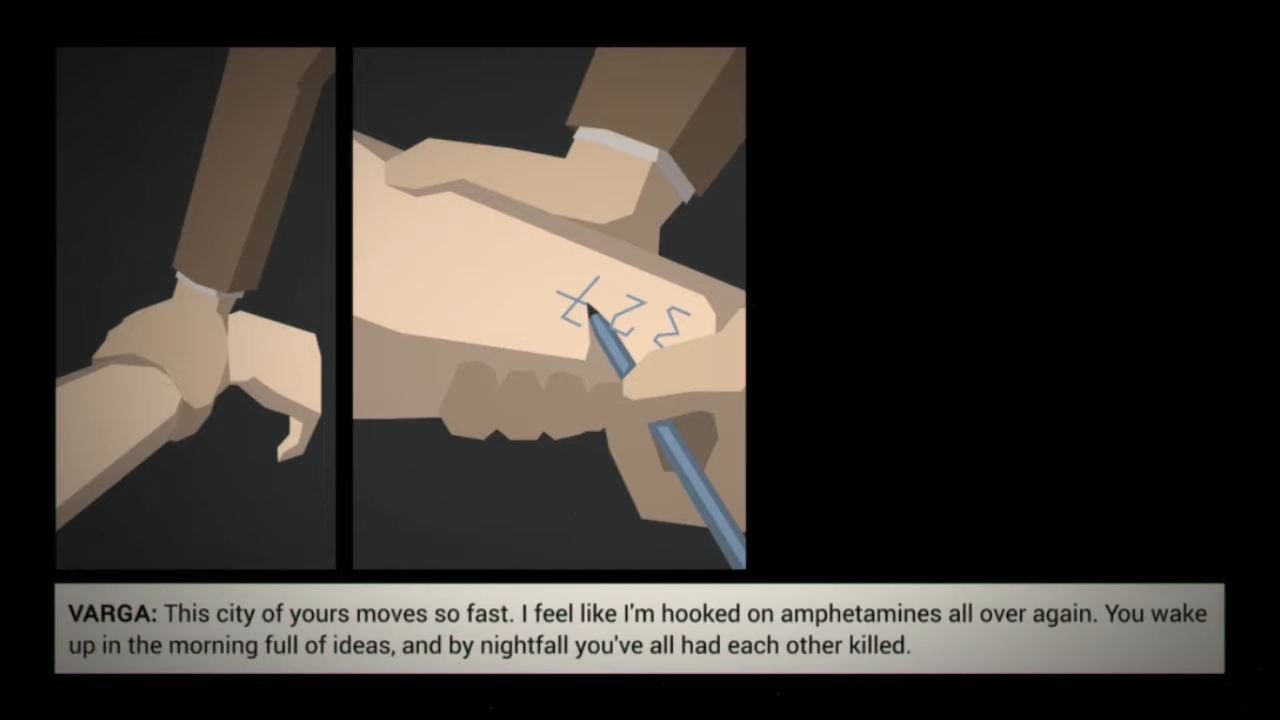 327
VARGA: This city of yours moves so fast. I feel like I'm hooked on amphetamines all over again. You wake
up in the morning full of ideas, and by nightfall you've all had each other killed.